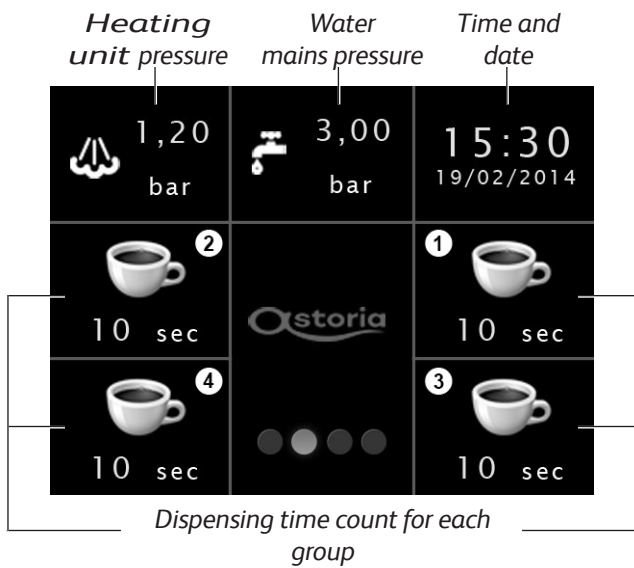 Heating
unit pressure
Water
mains pressure
Time and
date
1,20
bar
3,00
bar
15:30
19/02/2014
2
10 sec
1
10 sec
astoria
4
10 sec
3
10 sec
Dispensing time count for each
group